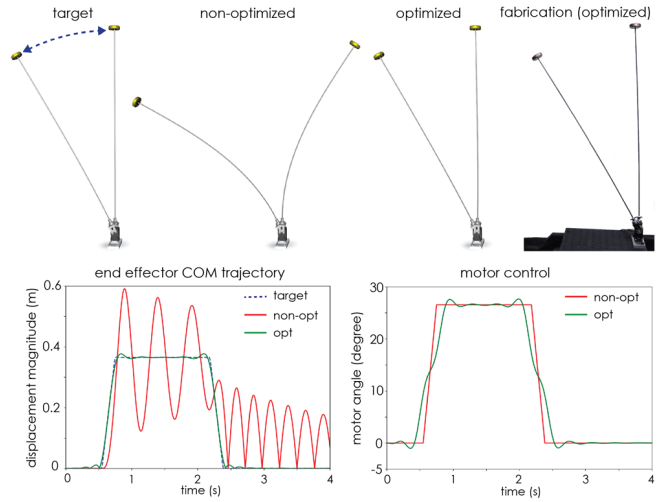 target non-optimized optimized fabrication (optimized)
end effector COM trajectory
displacement magnitude (m)
0.6
0.4
0.2
0
target
non-opt
opt
0 1 2 3 4
time (s)
motor control
motor angle (degree)
30
20
10
0
-5
non-opt
opt
0 1 2 3 4
time (s)